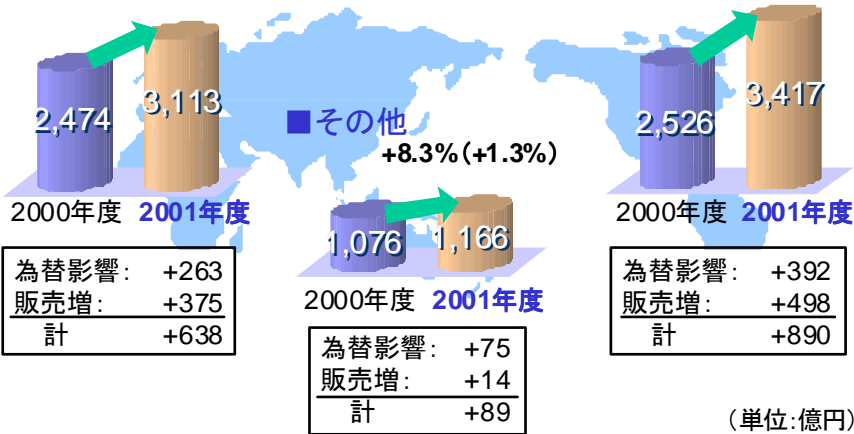 2,474
3,113
2000年度 2001年度
為替影響: +263
販売増: +375
計 +638
■その他
+8.3%(+1.3%)
1,076
1,166
2000年度 2001年度
為替影響: +75
販売増: +14
計 +89
2,526
3,417
2000年度 2001年度
為替影響: +392
販売増: +498
計 +890
(単位:億円)